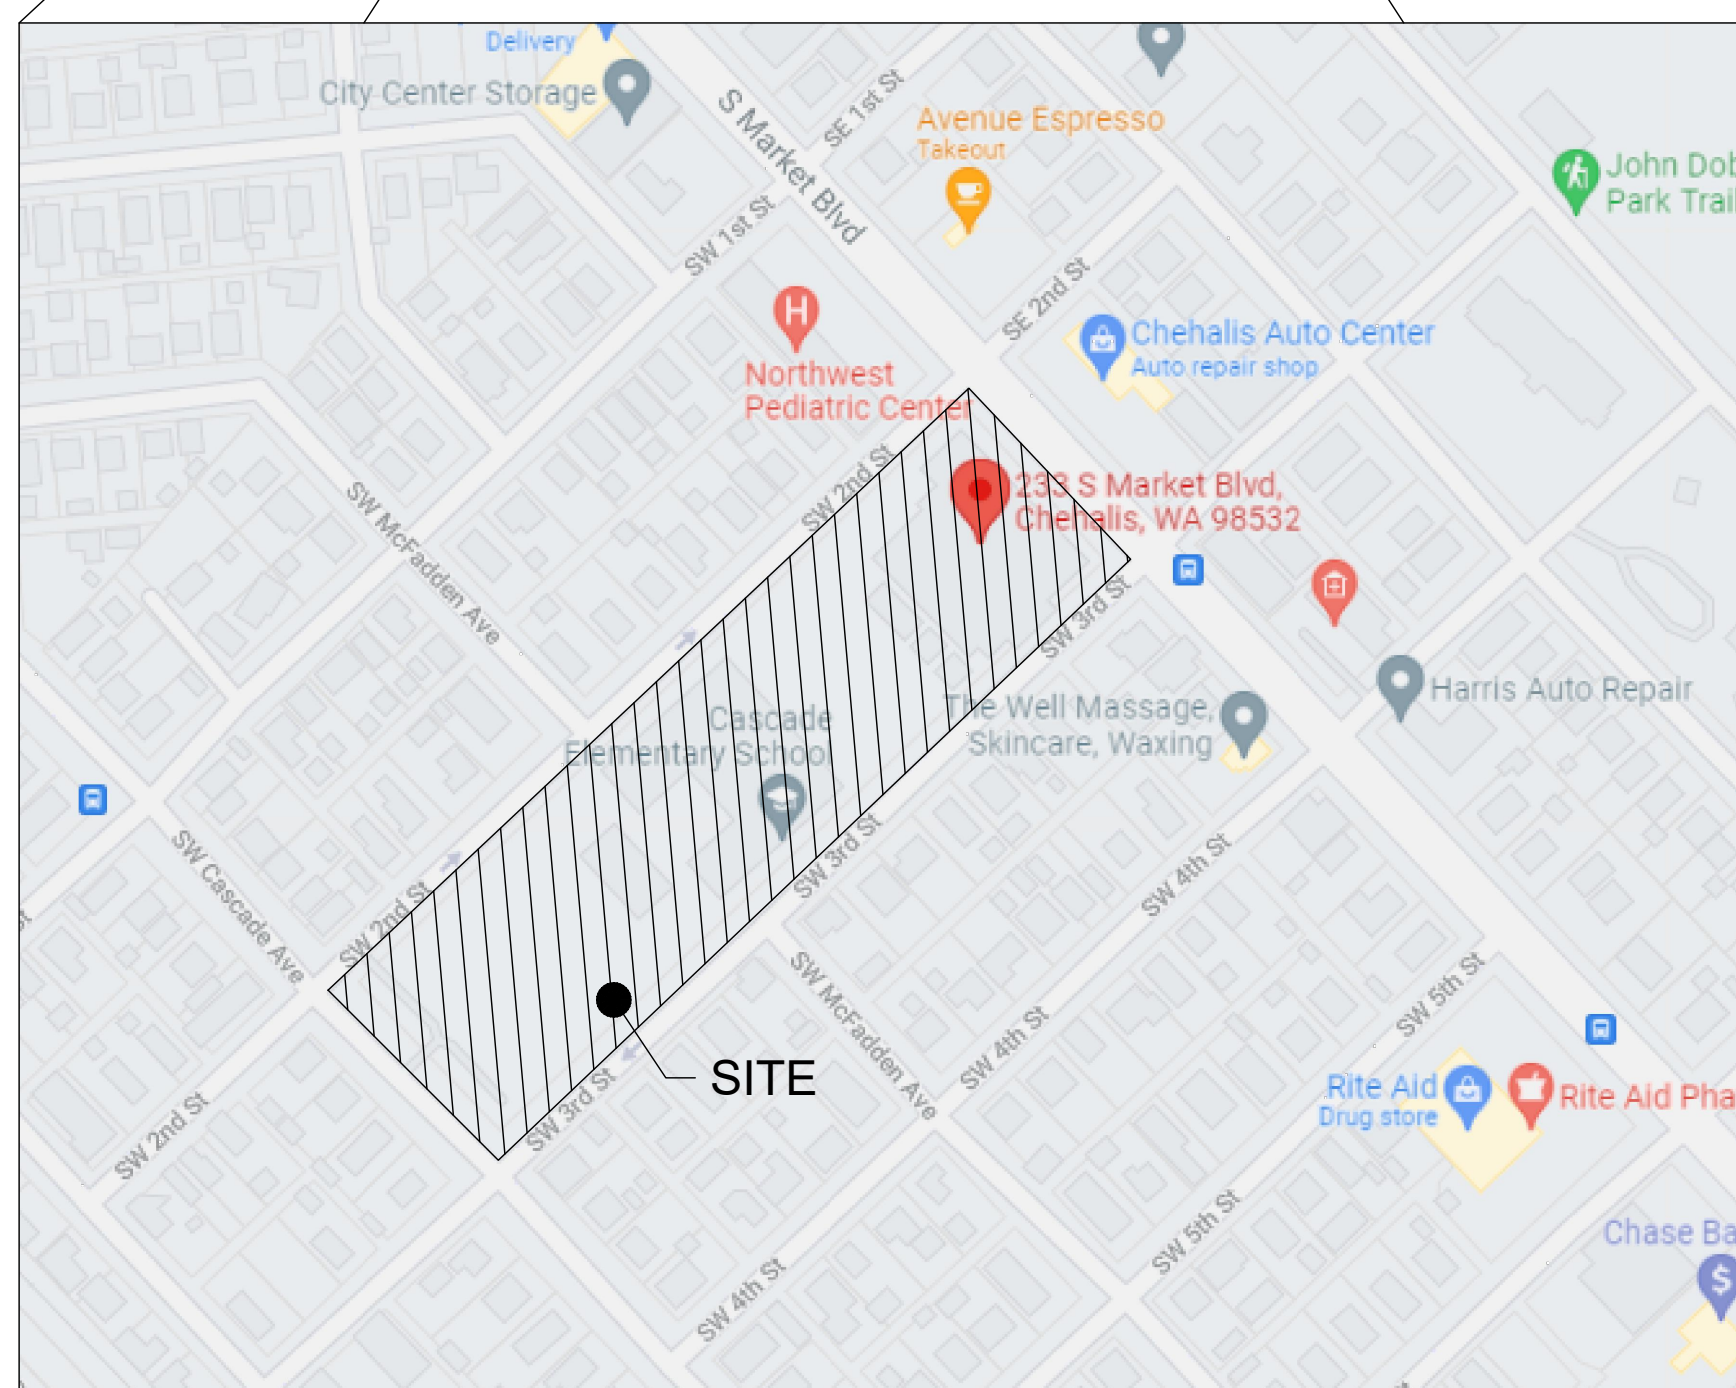 Delivery
City Center Storage
S Market Blvd
SE 1st St
Avenue Espresso
Takeout
John Dob
Park Trail
SW 1st St
SE 2nd St
Northwest
Pediatric Center
Chehalis Auto Center
Auto repair shop
SW 2nd St
233 S Market Blvd,
Chehalis, WA 98532
SW McFadden Ave
SW 3rd St
Harris Auto Repair
The Well Massage,
Skincare, Waxing
Cascade
Elementary School
SW 3rd St
SW 4th St
SW Cascade Ave
SW 2nd St
SW McFadden Ave
SW 4th St
SW 5th St
SITE
SW 3rd St
SW 2nd St
Rite Aid
Drug store
Rite Aid Pha
SW 5th St
SW 4th St
Chase Ba